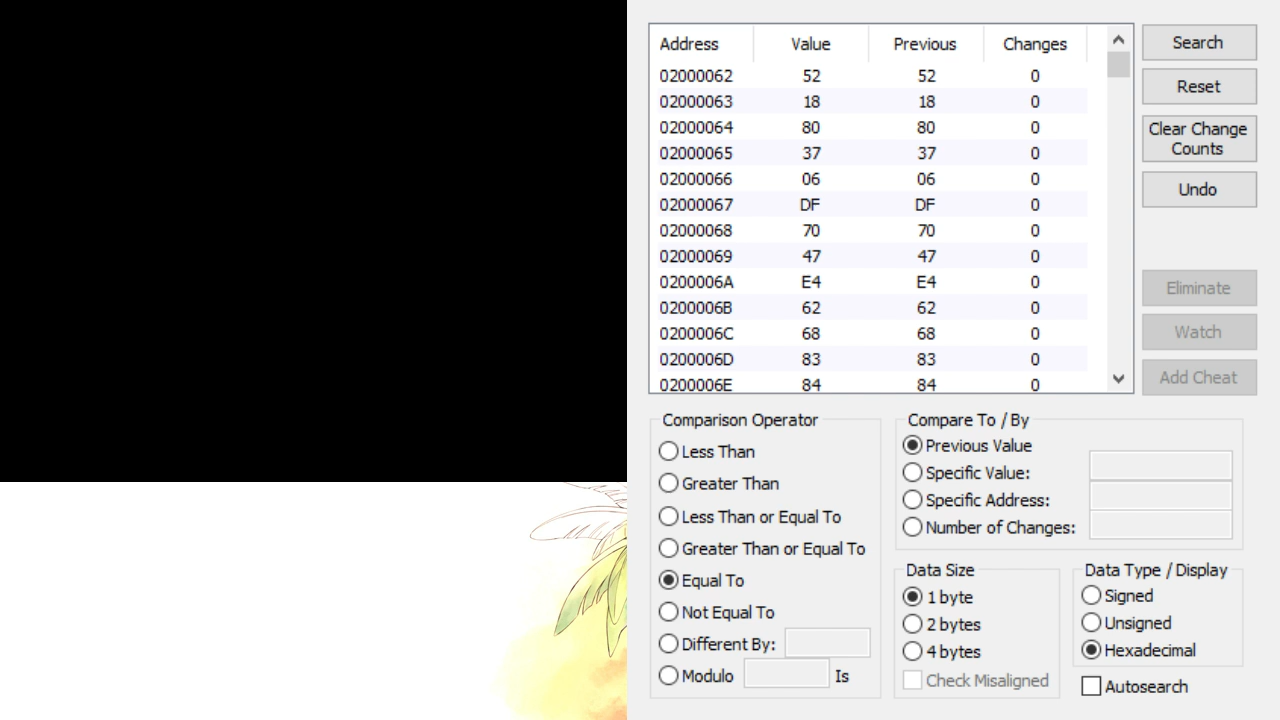 Address Value Previous Changes
02000062 52 52 0
02000063 18 18 0
02000064 80 80 0
02000065 37 37 0
02000066 06 06 0
02000067 DF DF 0
02000068 70 70 0
02000069 47 47 0
0200006A E4 E4 0
0200006B 62 62 0
0200006C 68 68 0
0200006D 83 83 0
0200006E 84 84 0
Search
Reset
Clear Change
Counts
Undo
Eliminate
Watch
Add Cheat
Comparison Operator
Less Than
Greater Than
Less Than or Equal To
Greater Than or Equal To
Equal To
Not Equal To
Different By:
Modulo Is
Compare To / By
Previous Value
Specific Value:
Specific Address:
Number of Changes:
Data Size
1 byte
2 bytes
4 bytes
Check Misaligned
Data Type / Display
Signed
Unsigned
Hexadecimal
Autosearch